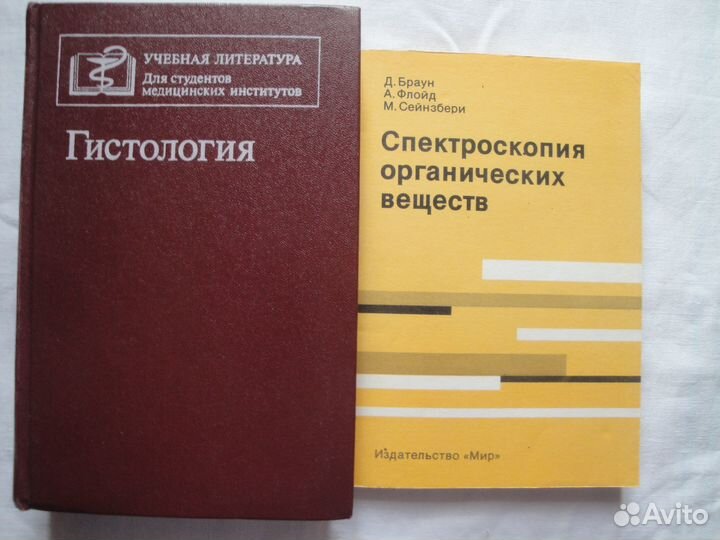 УЧЕБНАЯ ЛИТЕРАТУРА
Для студентов
медицинских институтов
Гистология
Д. Браун
А. Флойд
М. Сейнзбери
Спектроскопия
органических
веществ
Издательство «Мир»
Avito